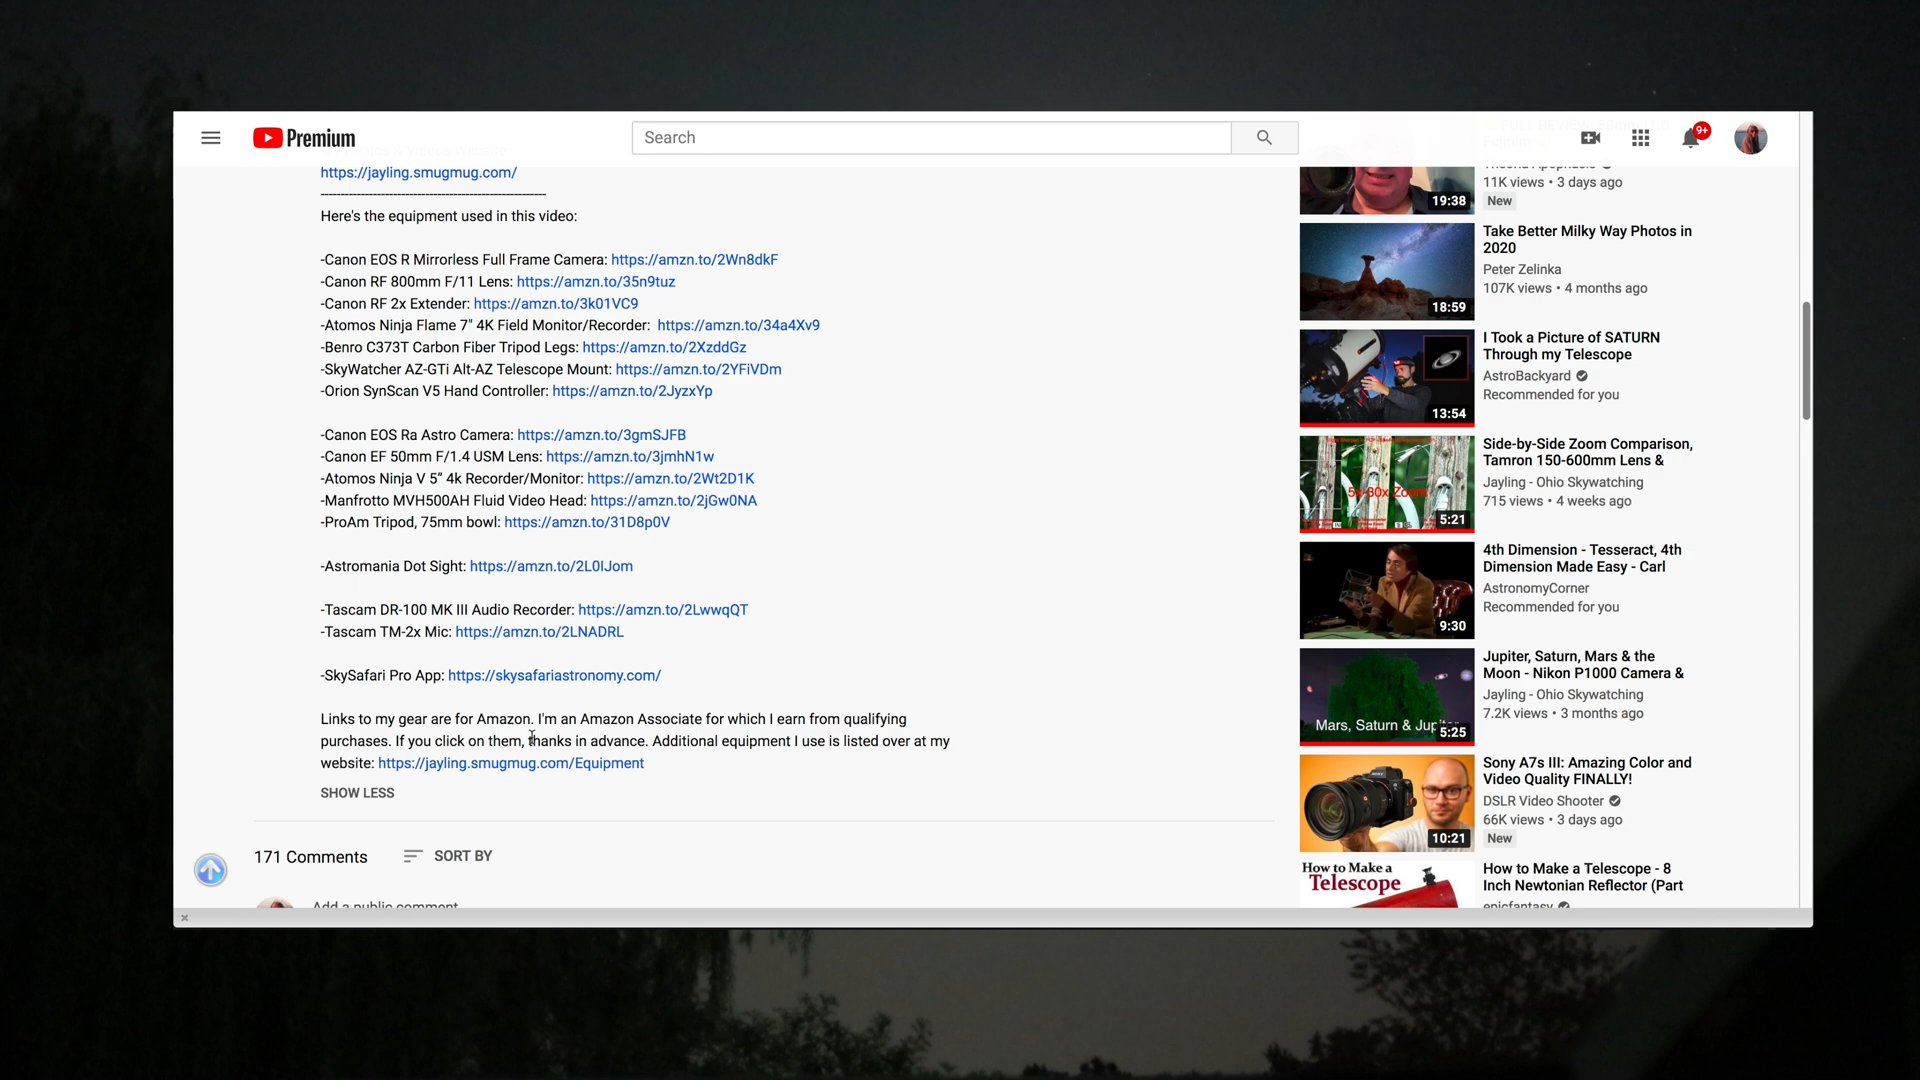 Premium
Search
9+
https://jayling.smugmug.com/
Here's the equipment used in this video:
-Canon EOS R Mirrorless Full Frame Camera: https://amzn.to/2Wn8dkF
-Canon RF 800mm F/11 Lens: https://amzn.to/35n9tuz
-Canon RF 2x Extender: https://amzn.to/3k01VC9
-Atomos Ninja Flame 7" 4K Field Monitor/Recorder: https://amzn.to/34a4Xv9
-Benro C373T Carbon Fiber Tripod Legs: https://amzn.to/2XzddGz
-SkyWatcher AZ-GTi Alt-AZ Telescope Mount: https://amzn.to/2YFiVDm
-Orion SynScan V5 Hand Controller: https://amzn.to/2JyzxYp
-Canon EOS Ra Astro Camera: https://amzn.to/3gmSJFB
-Canon EF 50mm F/1.4 USM Lens: https://amzn.to/3jmhN1w
-Atomos Ninja V 5” 4k Recorder/Monitor: https://amzn.to/2Wt2D1K
-Manfrotto MVH500AH Fluid Video Head: https://amzn.to/2jGw0NA
-ProAm Tripod, 75mm bowl: https://amzn.to/31D8p0V
-Astromania Dot Sight: https://amzn.to/2L0IJom
-Tascam DR-100 MK III Audio Recorder: https://amzn.to/2LwwqQT
-Tascam TM-2x Mic: https://amzn.to/2LNADRL
-SkySafari Pro App: https://skysafariastronomy.com/
Links to my gear are for Amazon. I'm an Amazon Associate for which I earn from qualifying
purchases. If you click on them, thanks in advance. Additional equipment I use is listed over at my
website: https://jayling.smugmug.com/Equipment
SHOW LESS
171 Comments
SORT BY
Add a public comment
19:38
11K views • 3 days ago
New
18:59
Take Better Milky Way Photos in
2020
Peter Zelinka
107K views • 4 months ago
13:54
I Took a Picture of SATURN
Through my Telescope
AstroBackyard
Recommended for you
5x-30x Zoom
5:21
Side-by-Side Zoom Comparison,
Tamron 150-600mm Lens &
Jayling - Ohio Skywatching
715 views • 4 weeks ago
9:30
4th Dimension - Tesseract, 4th
Dimension Made Easy - Carl
AstronomyCorner
Recommended for you
Mars, Saturn & Jup
5:25
Jupiter, Saturn, Mars & the
Moon - Nikon P1000 Camera &
Jayling - Ohio Skywatching
7.2K views • 3 months ago
10:21
Sony A7s III: Amazing Color and
Video Quality FINALLY!
DSLR Video Shooter
66K views • 3 days ago
New
How to Make a
Telescope
How to Make a Telescope - 8
Inch Newtonian Reflector (Part
epicfantasy